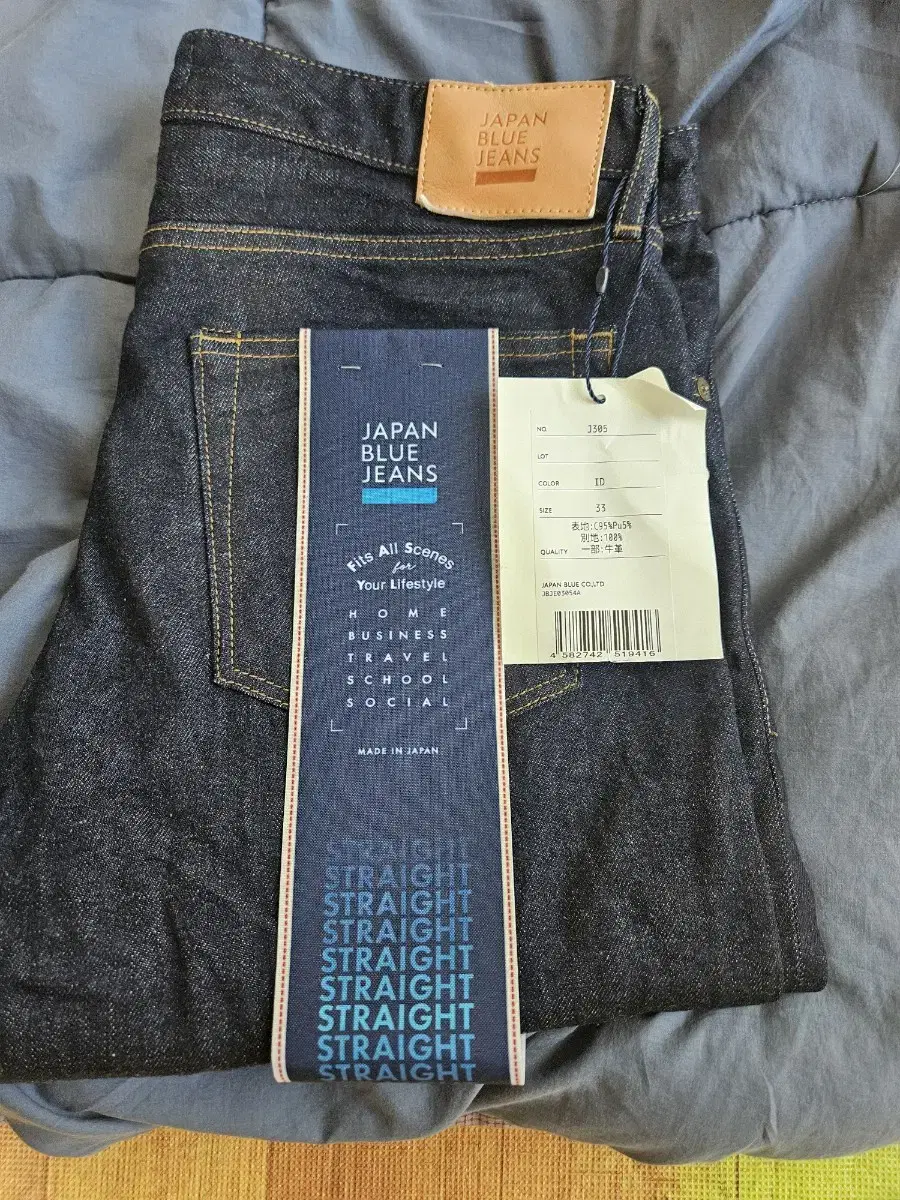 JAPAN
BLUE
JEANS
JAPAN
BLUE
JEANS
Fits All Scenes
for
Your Lifestyle
HOME
BUSINESS
TRAVEL
SCHOOL
SOCIAL
MADE IN JAPAN
STRAIGHT
STRAIGHT
STRAIGHT
STRAIGHT
STRAIGHT
STRAIGHT
STRAIGHT
STRAIGHT
STRAIGHT
NO. J305
LOT
COLOR ID
SIZE 33
表地:C95%Pu5%
別地:100%
QUALITY 一部:牛革
JAPAN BLUE CO.,LTD
JBJE03054A
4 582742 519416